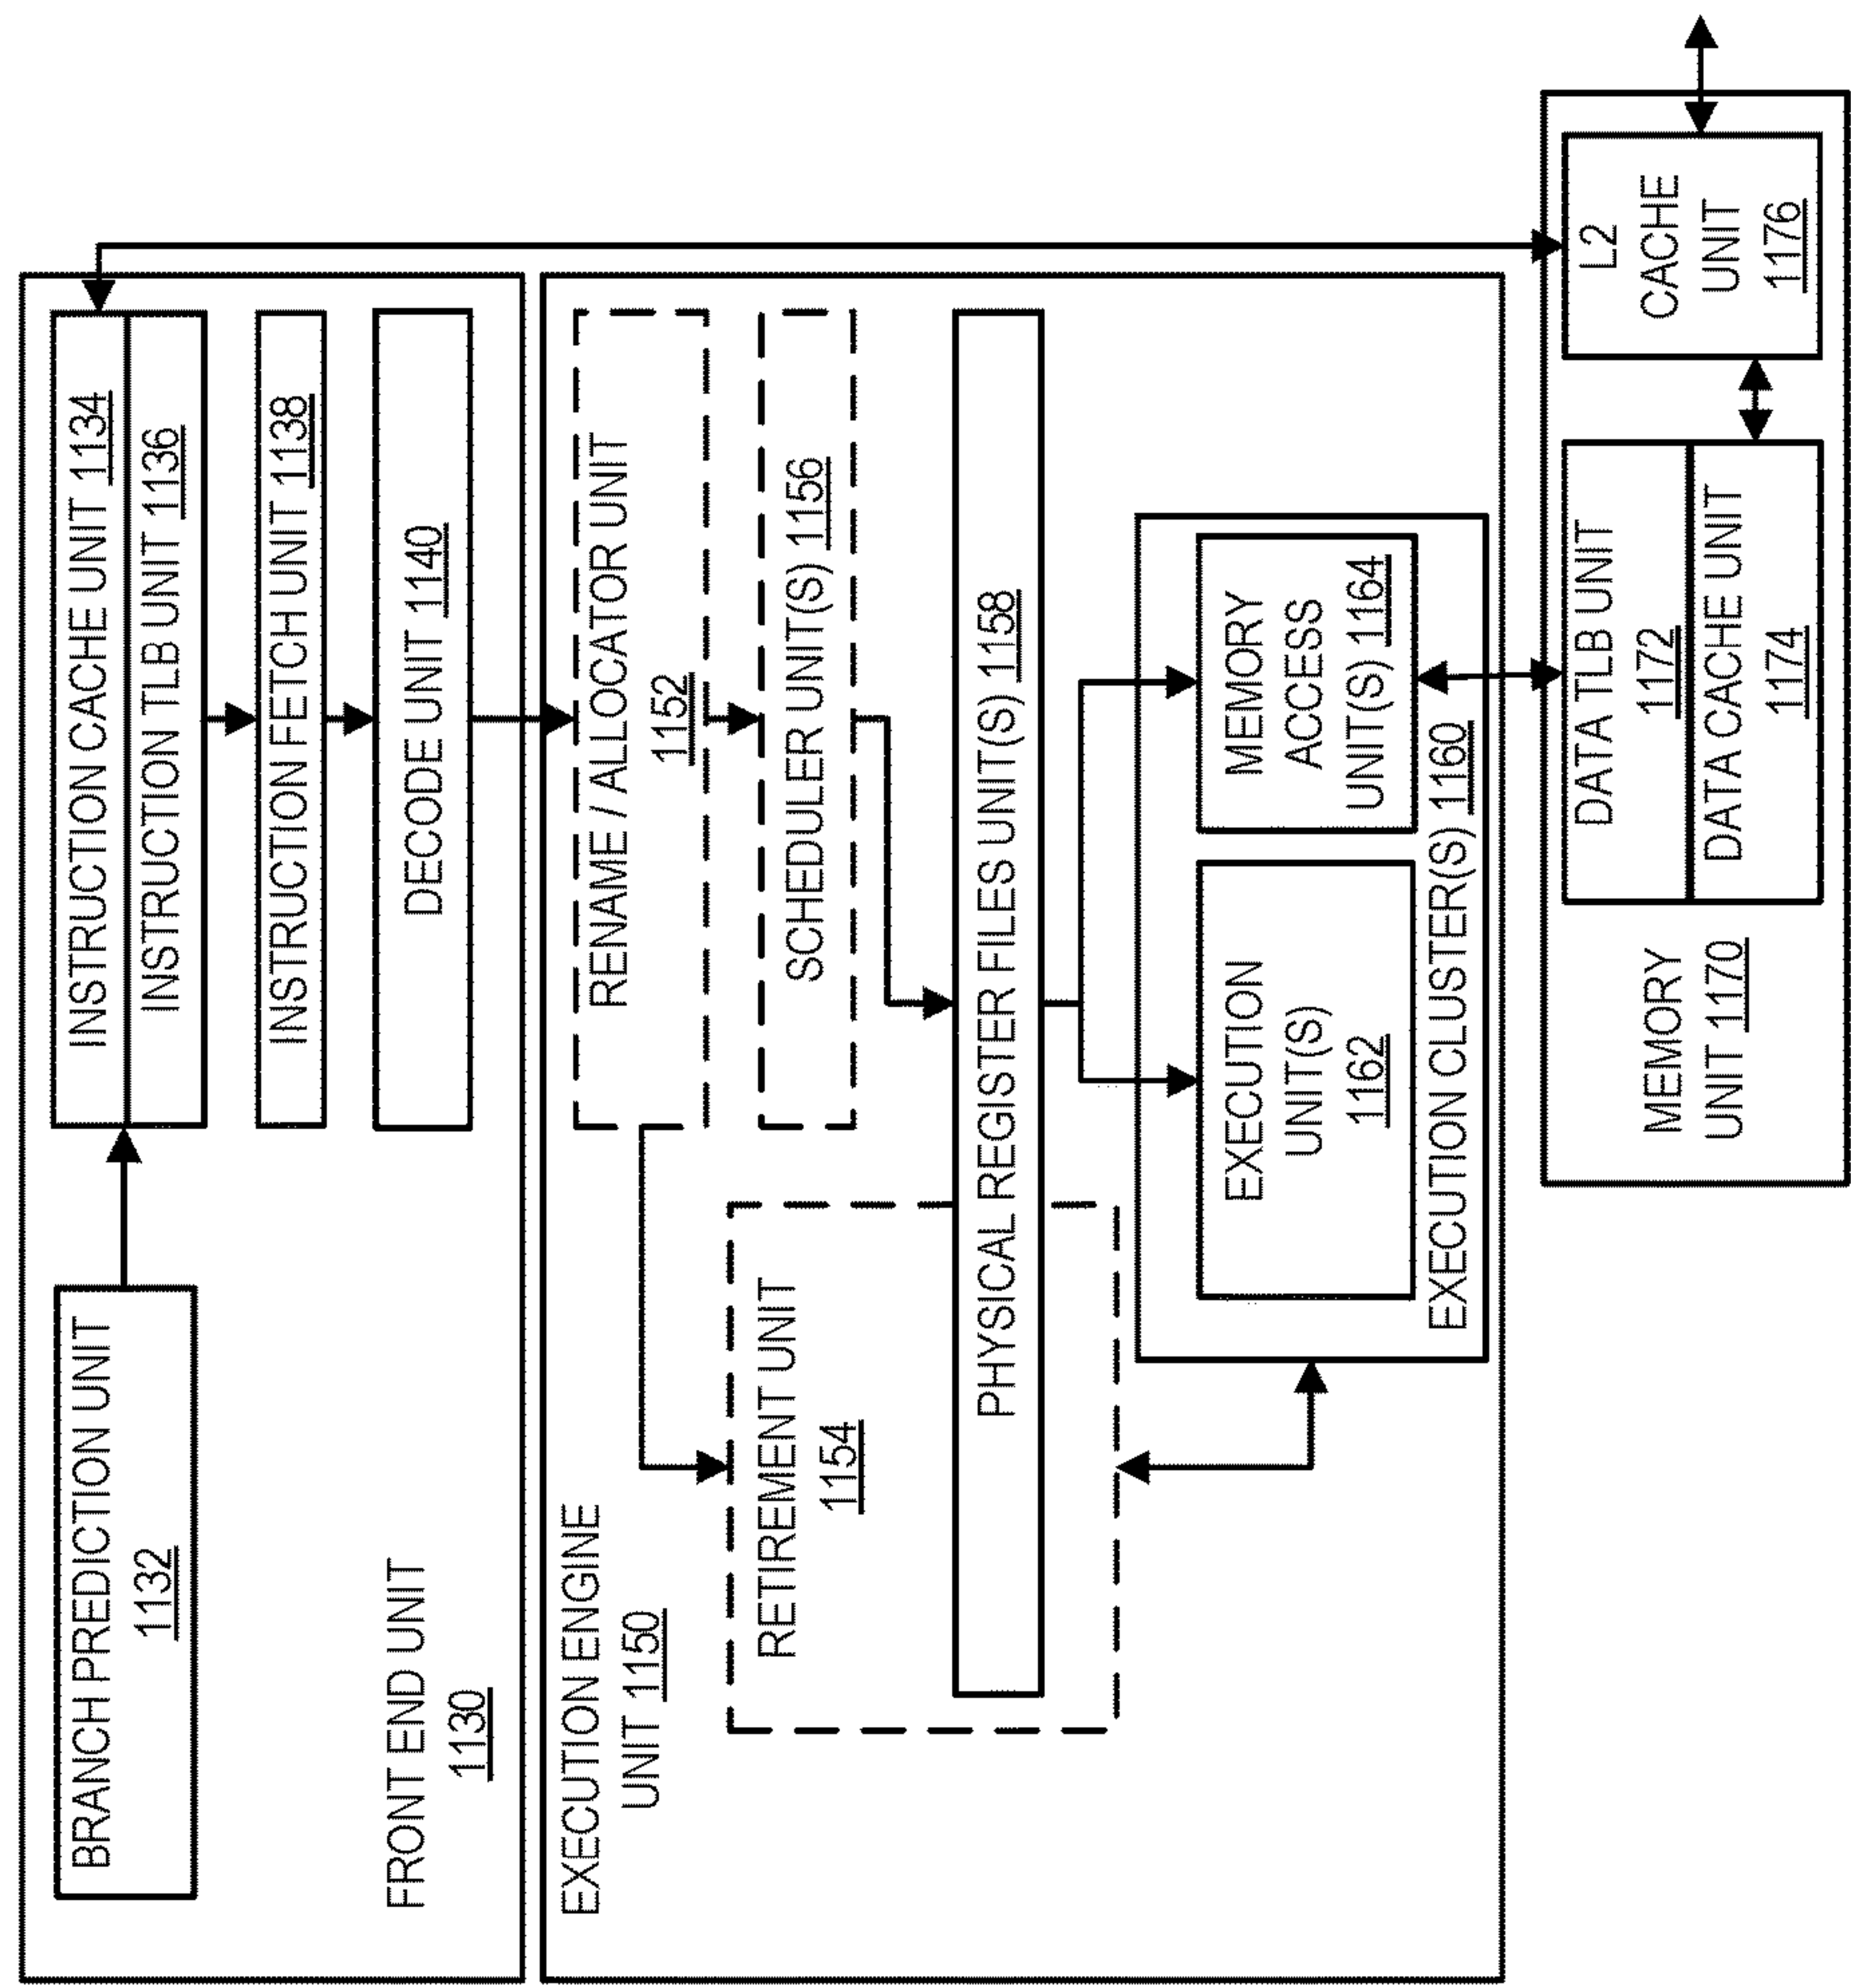 BRANCH PREDICTION UNIT
1132
INSTRUCTION CACHE UNIT 1134
INSTRUCTION TLB UNIT 1136
INSTRUCTION FETCH UNIT 1138
DECODE UNIT 1140
FRONT END UNIT
1130
EXECUTION ENGINE
UNIT 1150
RENAME / ALLOCATOR UNIT
1152
SCHEDULER UNIT(S) 1156
RETIREMENT UNIT
1154
PHYSICAL REGISTER FILES UNIT(S) 1158
EXECUTION
UNIT(S)
1162
MEMORY
ACCESS
UNIT(S) 1164
EXECUTION CLUSTER(S) 1160
MEMORY
UNIT 1170
DATA TLB UNIT
1172
DATA CACHE UNIT
1174
L2
CACHE
UNIT
1176